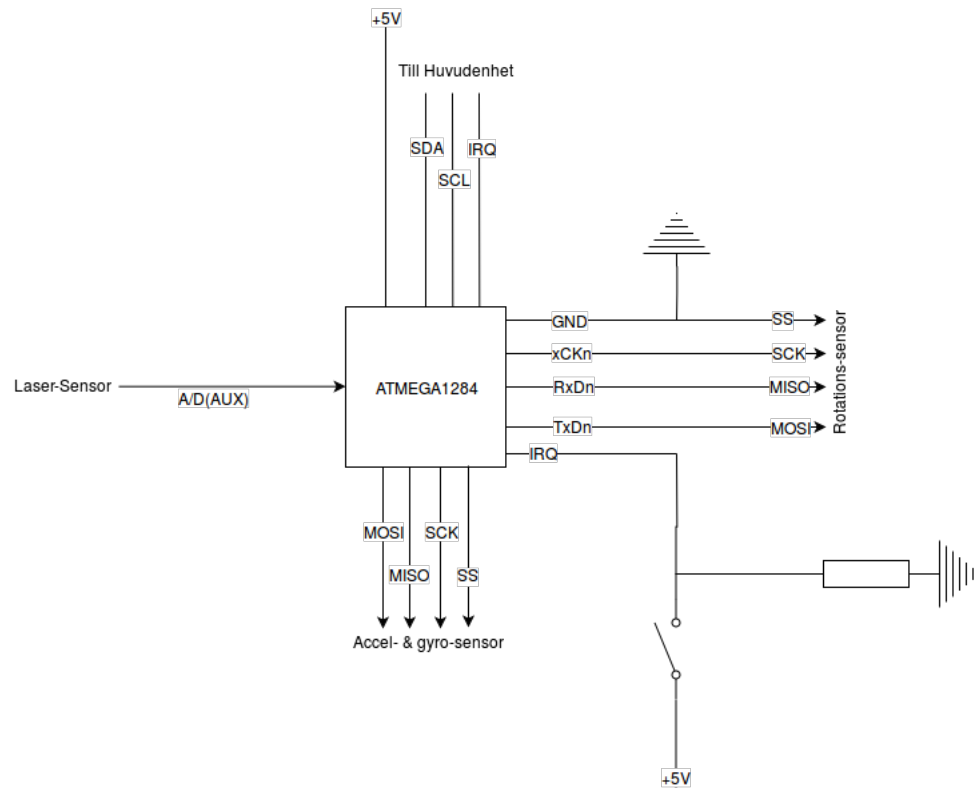 +5V
Till Huvudenhet
SDA
IRQ
SCL
GND
SS
xCKn
SCK
Laser-Sensor
A/D(AUX)
ATMEGA1284
RxDn
MISO
Rotations-sensor
TxDn
MOSI
IRQ
MOSI
SCK
MISO
SS
Accel- & gyro-sensor
+5V